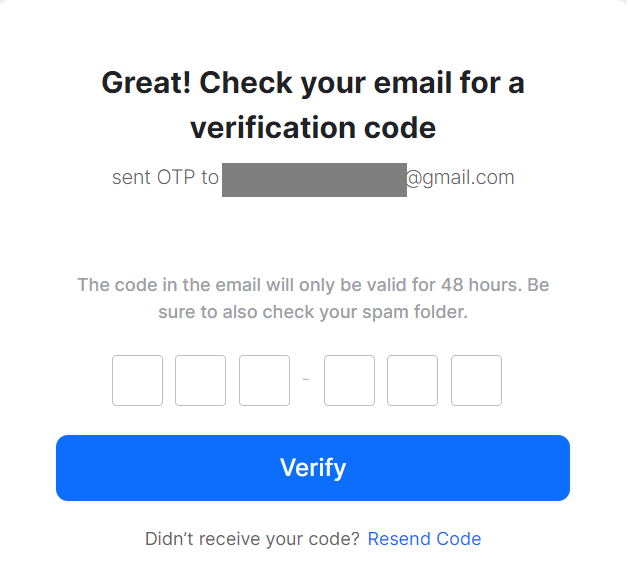 Great! Check your email for a
verification code
sent OTP to @gmail.com
The code in the email will only be valid for 48 hours. Be
sure to also check your spam folder.
-
Verify
Didn’t receive your code? Resend Code